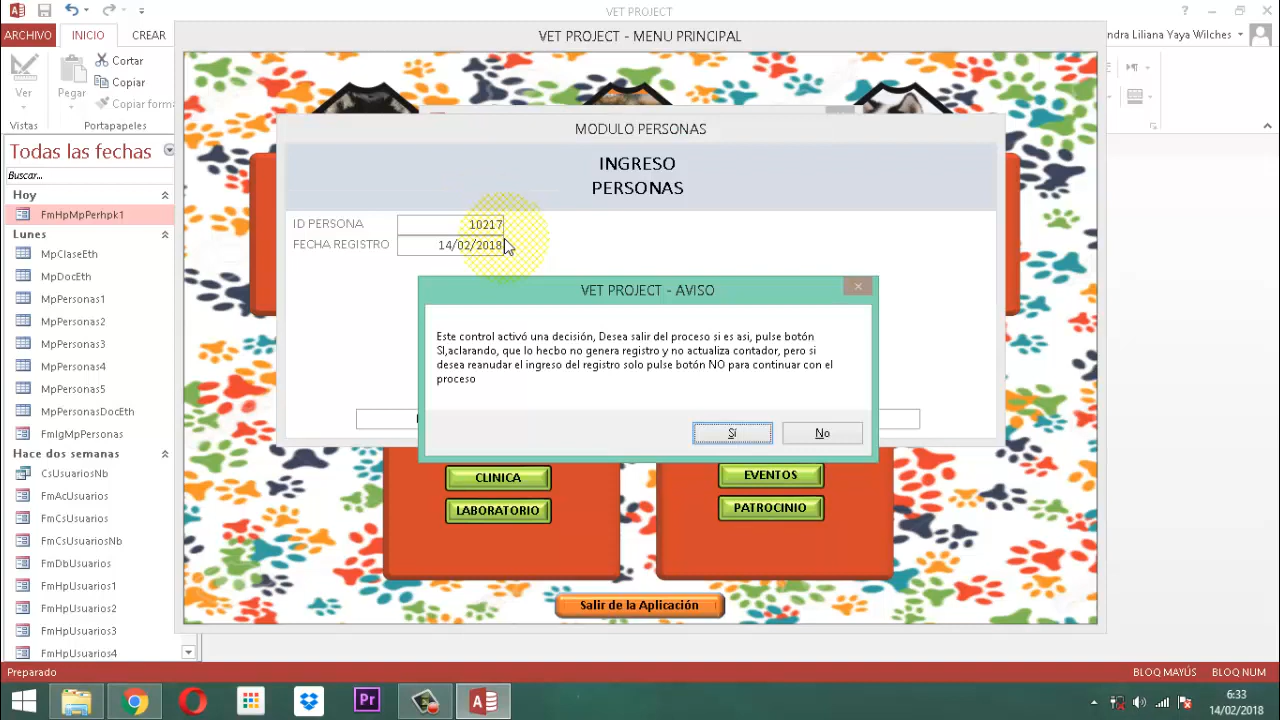 VET PROJECT
ARCHIVO
INICIO
CREAR
ndra Liliana Yaya Wilches
VET PROJECT - MENU PRINCIPAL
Ver
Pegar
Cortar
Copiar
Copiar forma
Vistas
Portapapeles
Todas las fechas
Buscar...
Hoy
FmHpMpPerhpk1
Lunes
MpClaseEth
MpDocEth
MpPersonas1
MpPersonas2
MpPersonas3
MpPersonas4
MpPersonas5
MpPersonasDocEth
FmIgMpPersonas
Hace dos semanas
CsUsuariosNb
FmAcUsuarios
FmCsUsuarios
FmCsUsuariosNb
FmDbUsuarios
FmHpUsuarios1
FmHpUsuarios2
FmHpUsuarios3
FmHpUsuarios4
MODULO PERSONAS
INGRESO
PERSONAS
ID PERSONA 10217
FECHA REGISTRO 14/02/2018
VET PROJECT - AVISO
Este control activó una decisión, Desea salir del proceso si es asi, pulse botón
SI,aclarando, que lo hecbo no genera registro y no actualiza contador, pero si
desea reanudar el ingreso del registro solo pulse botón NO para continuar con el
proceso
Sí
No
CLINICA
LABORATORIO
EVENTOS
PATROCINIO
Salir de la Aplicación
Preparado
BLOQ MAYÚS
BLOQ NUM
Pr
6:33
14/02/2018